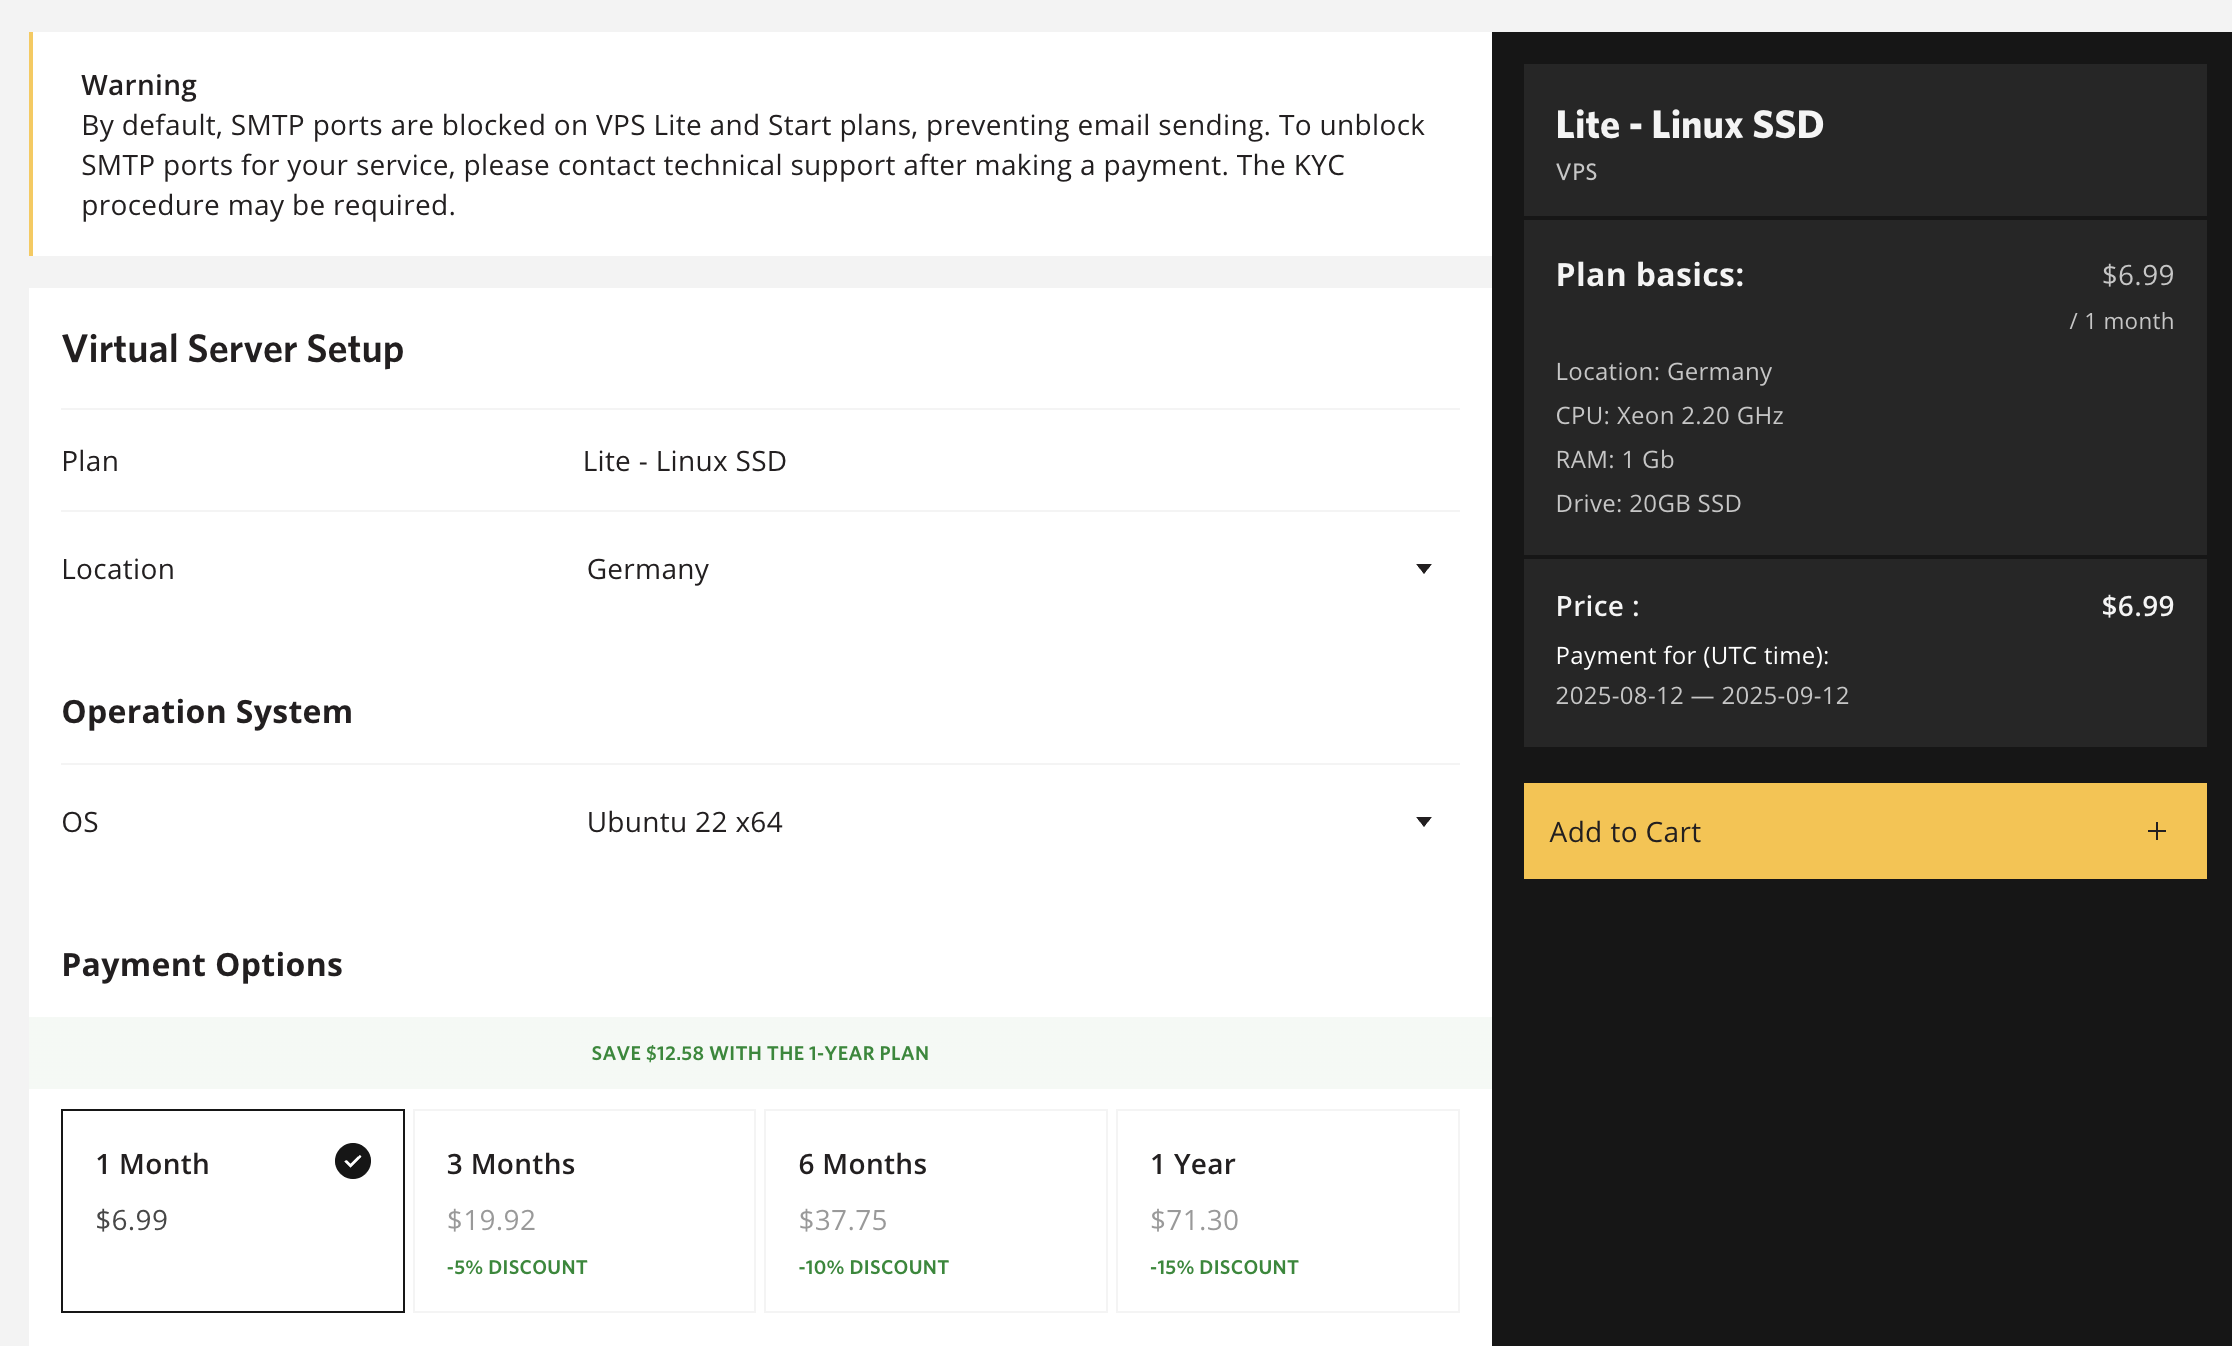 Warning
By default, SMTP ports are blocked on VPS Lite and Start plans, preventing email sending. To unblock
SMTP ports for your service, please contact technical support after making a payment. The KYC
procedure may be required.
Virtual Server Setup
Plan Lite - Linux SSD
Location Germany
Operation System
OS Ubuntu 22 x64
Payment Options
SAVE $12.58 WITH THE 1-YEAR PLAN
1 Month
$6.99
3 Months
$19.92
-5% DISCOUNT
6 Months
$37.75
-10% DISCOUNT
1 Year
$71.30
-15% DISCOUNT
Lite - Linux SSD
VPS
Plan basics: $6.99
/ 1 month
Location: Germany
CPU: Xeon 2.20 GHz
RAM: 1 Gb
Drive: 20GB SSD
Price : $6.99
Payment for (UTC time):
2025-08-12 — 2025-09-12
Add to Cart +